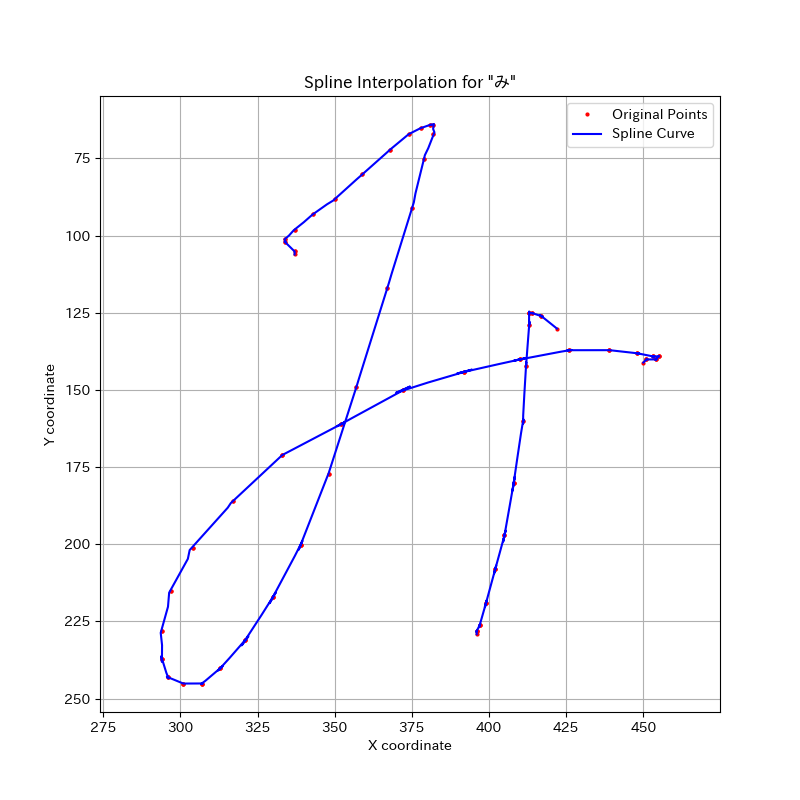 Spline Interpolation for "み"
Original Points
Spline Curve
み
Y coordinate
75
100
125
150
175
200
225
250
275 300 325 350 375 400 425 450
X coordinate